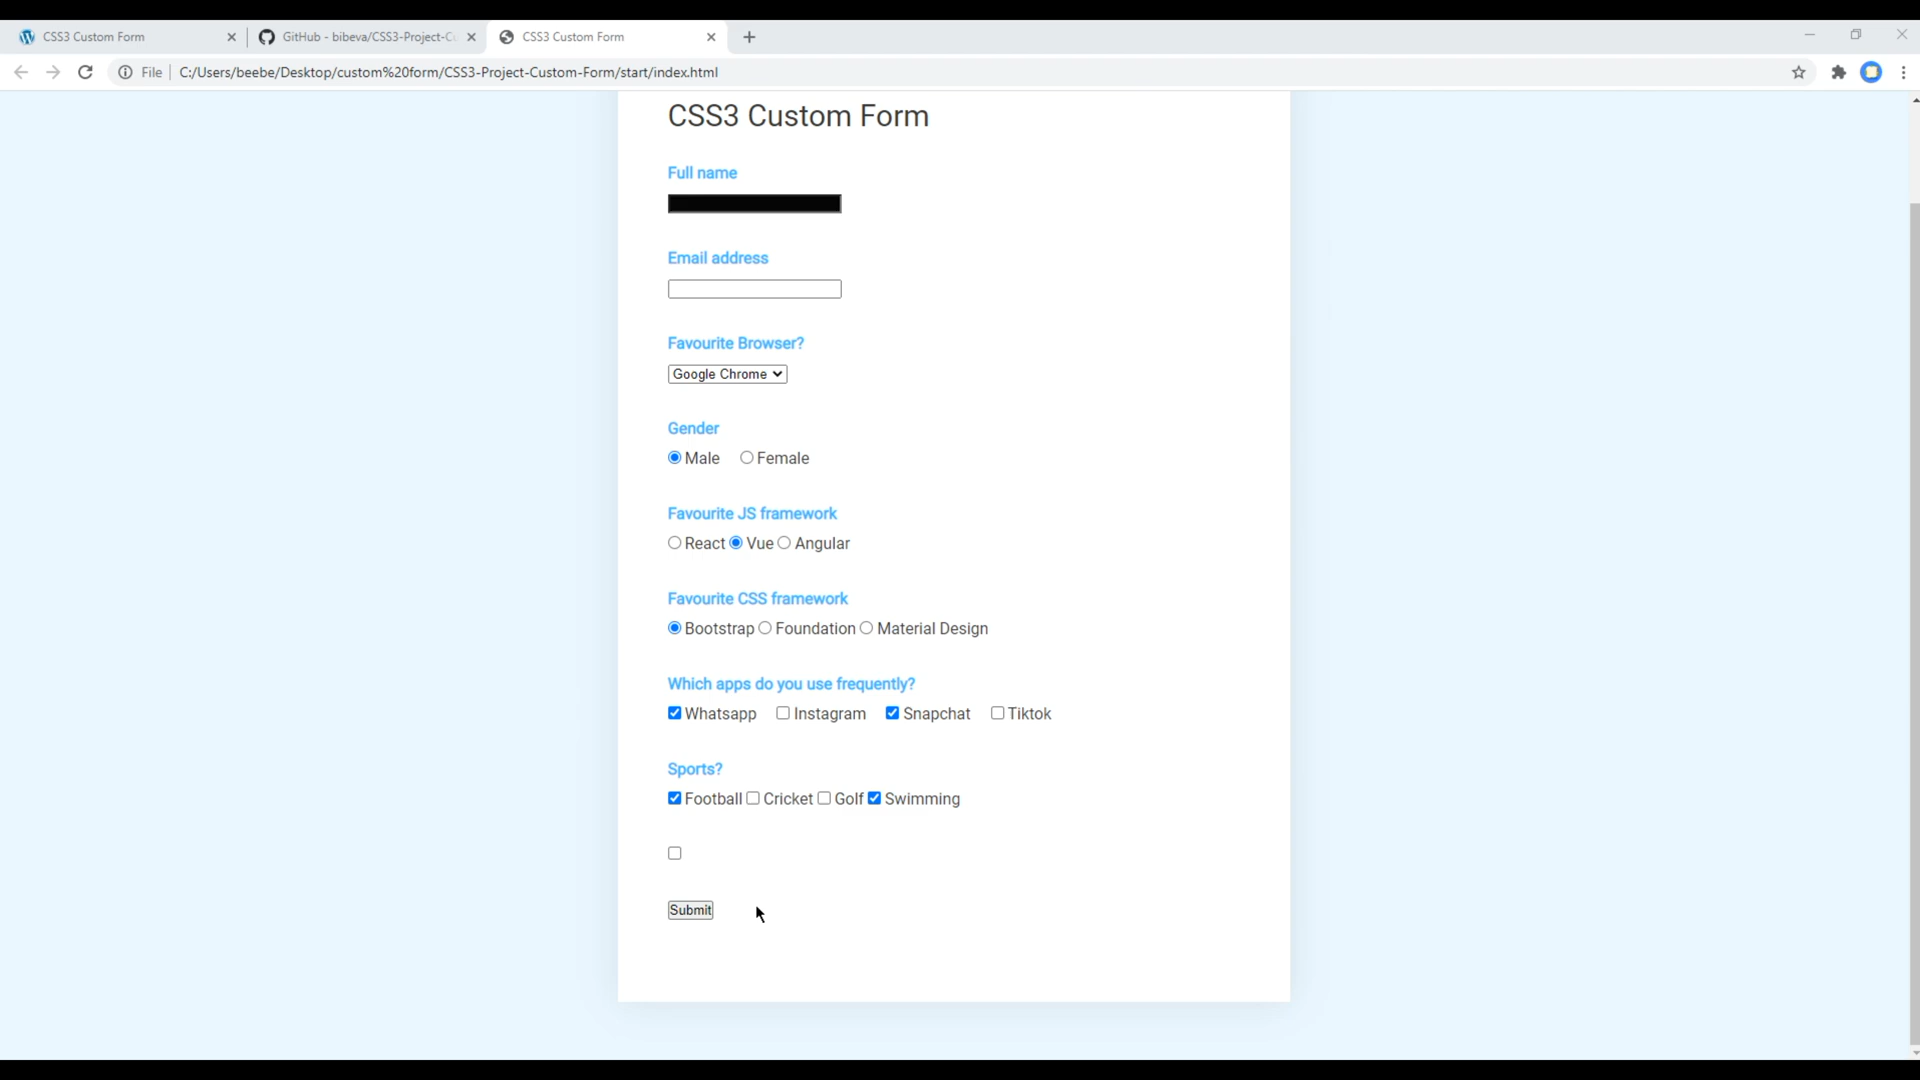 CSS3 Custom Form
GitHub - bibeva/CSS3-Project-Cu
CSS3 Custom Form
File
C:/Users/beebe/Desktop/custom%20form/CSS3-Project-Custom-Form/start/index.html
CSS3 Custom Form
Full name
Email address
Favourite Browser?
Google Chrome
Gender
Male Female
Favourite JS framework
React Vue Angular
Favourite CSS framework
Bootstrap Foundation Material Design
Which apps do you use frequently?
Whatsapp Instagram Snapchat Tiktok
Sports?
Football Cricket Golf Swimming
Submit